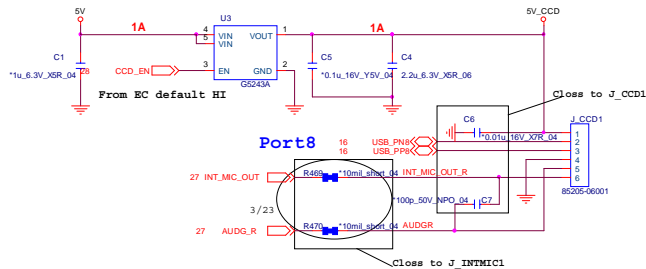 5V
1A
U3
1A
5V_CCD
4
VIN
VOUT
1
5
VIN
C1
*1u_6.3V_X5R_04
28
CCD_EN
3
EN
GND
2
G5243A
C5
*0.1u_16V_Y5V_04
C4
2.2u_6.3V_X5R_06
From EC default HI
Closs to J_CCD1
Port8
C6
*0.01u_16V_X7R_04
J_CCD1
16
USB_PN8
16
USB_PP8
1
2
3
4
5
6
85205-06001
27
INT_MIC_OUT
R469
*10mil_short_04
INT_MIC_OUT_R
*100p_50V_NPO_04
C7
3/23
27
AUDG_R
R470
*10mil_short_04
AUDGR
Closs to J_INTMIC1